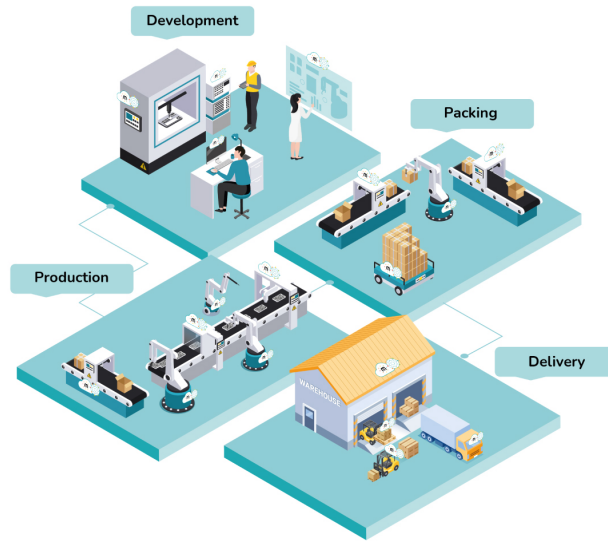 Development
Packing
Production
Delivery
WAREHOUSE